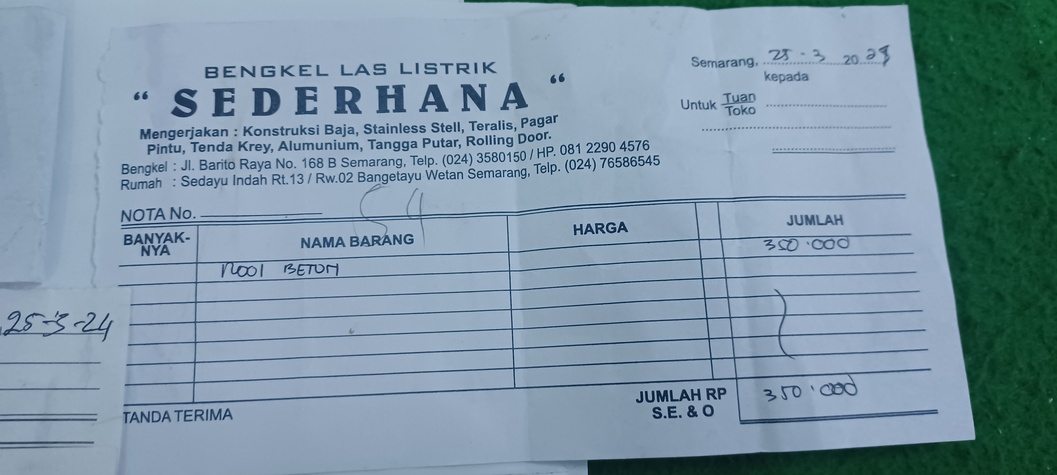 BENGKEL LAS LISTRIK
“ SEDERHANA “
Mengerjakan : Konstruksi Baja, Stainless Stell, Teralis, Pagar
Pintu, Tenda Krey, Alumunium, Tangga Putar, Rolling Door.
Bengkel : Jl. Barito Raya No. 168 B Semarang, Telp. (024) 3580150 / HP. 081 2290 4576
Rumah : Sedayu Indah Rt.13 / Rw.02 Bangetayu Wetan Semarang, Telp. (024) 76586545
Semarang, 25 - 3 20
kepada
Untuk Tuan
Toko
NOTA No.
54
BANYAK-
NYA
NAMA BARANG
HARGA
JUMLAH
350.000
BETON
25-3-24
JUMLAH RP
S.E. & O
350.000
TANDA TERIMA